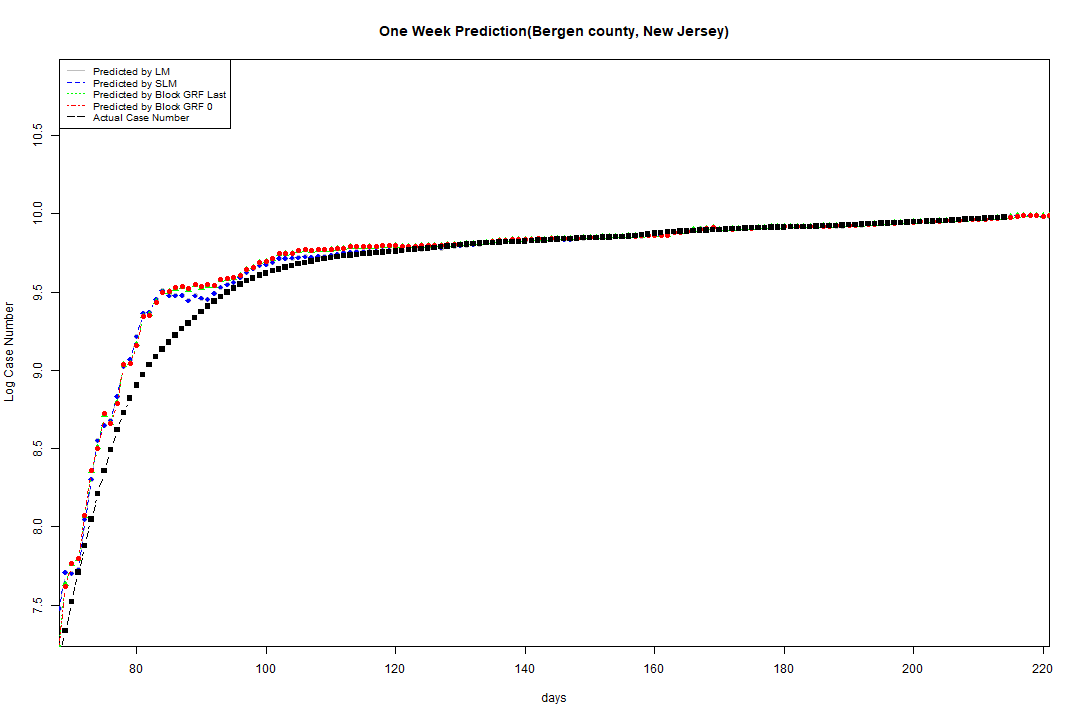 One Week Prediction(Bergen county, New Jersey)
Predicted by LM
Predicted by SLM
Predicted by Block GRF Last
Predicted by Block GRF 0
Actual Case Number
Log Case Number
10.5
10.0
9.5
9.0
8.5
8.0
7.5
80 100 120 140 160 180 200 220
days